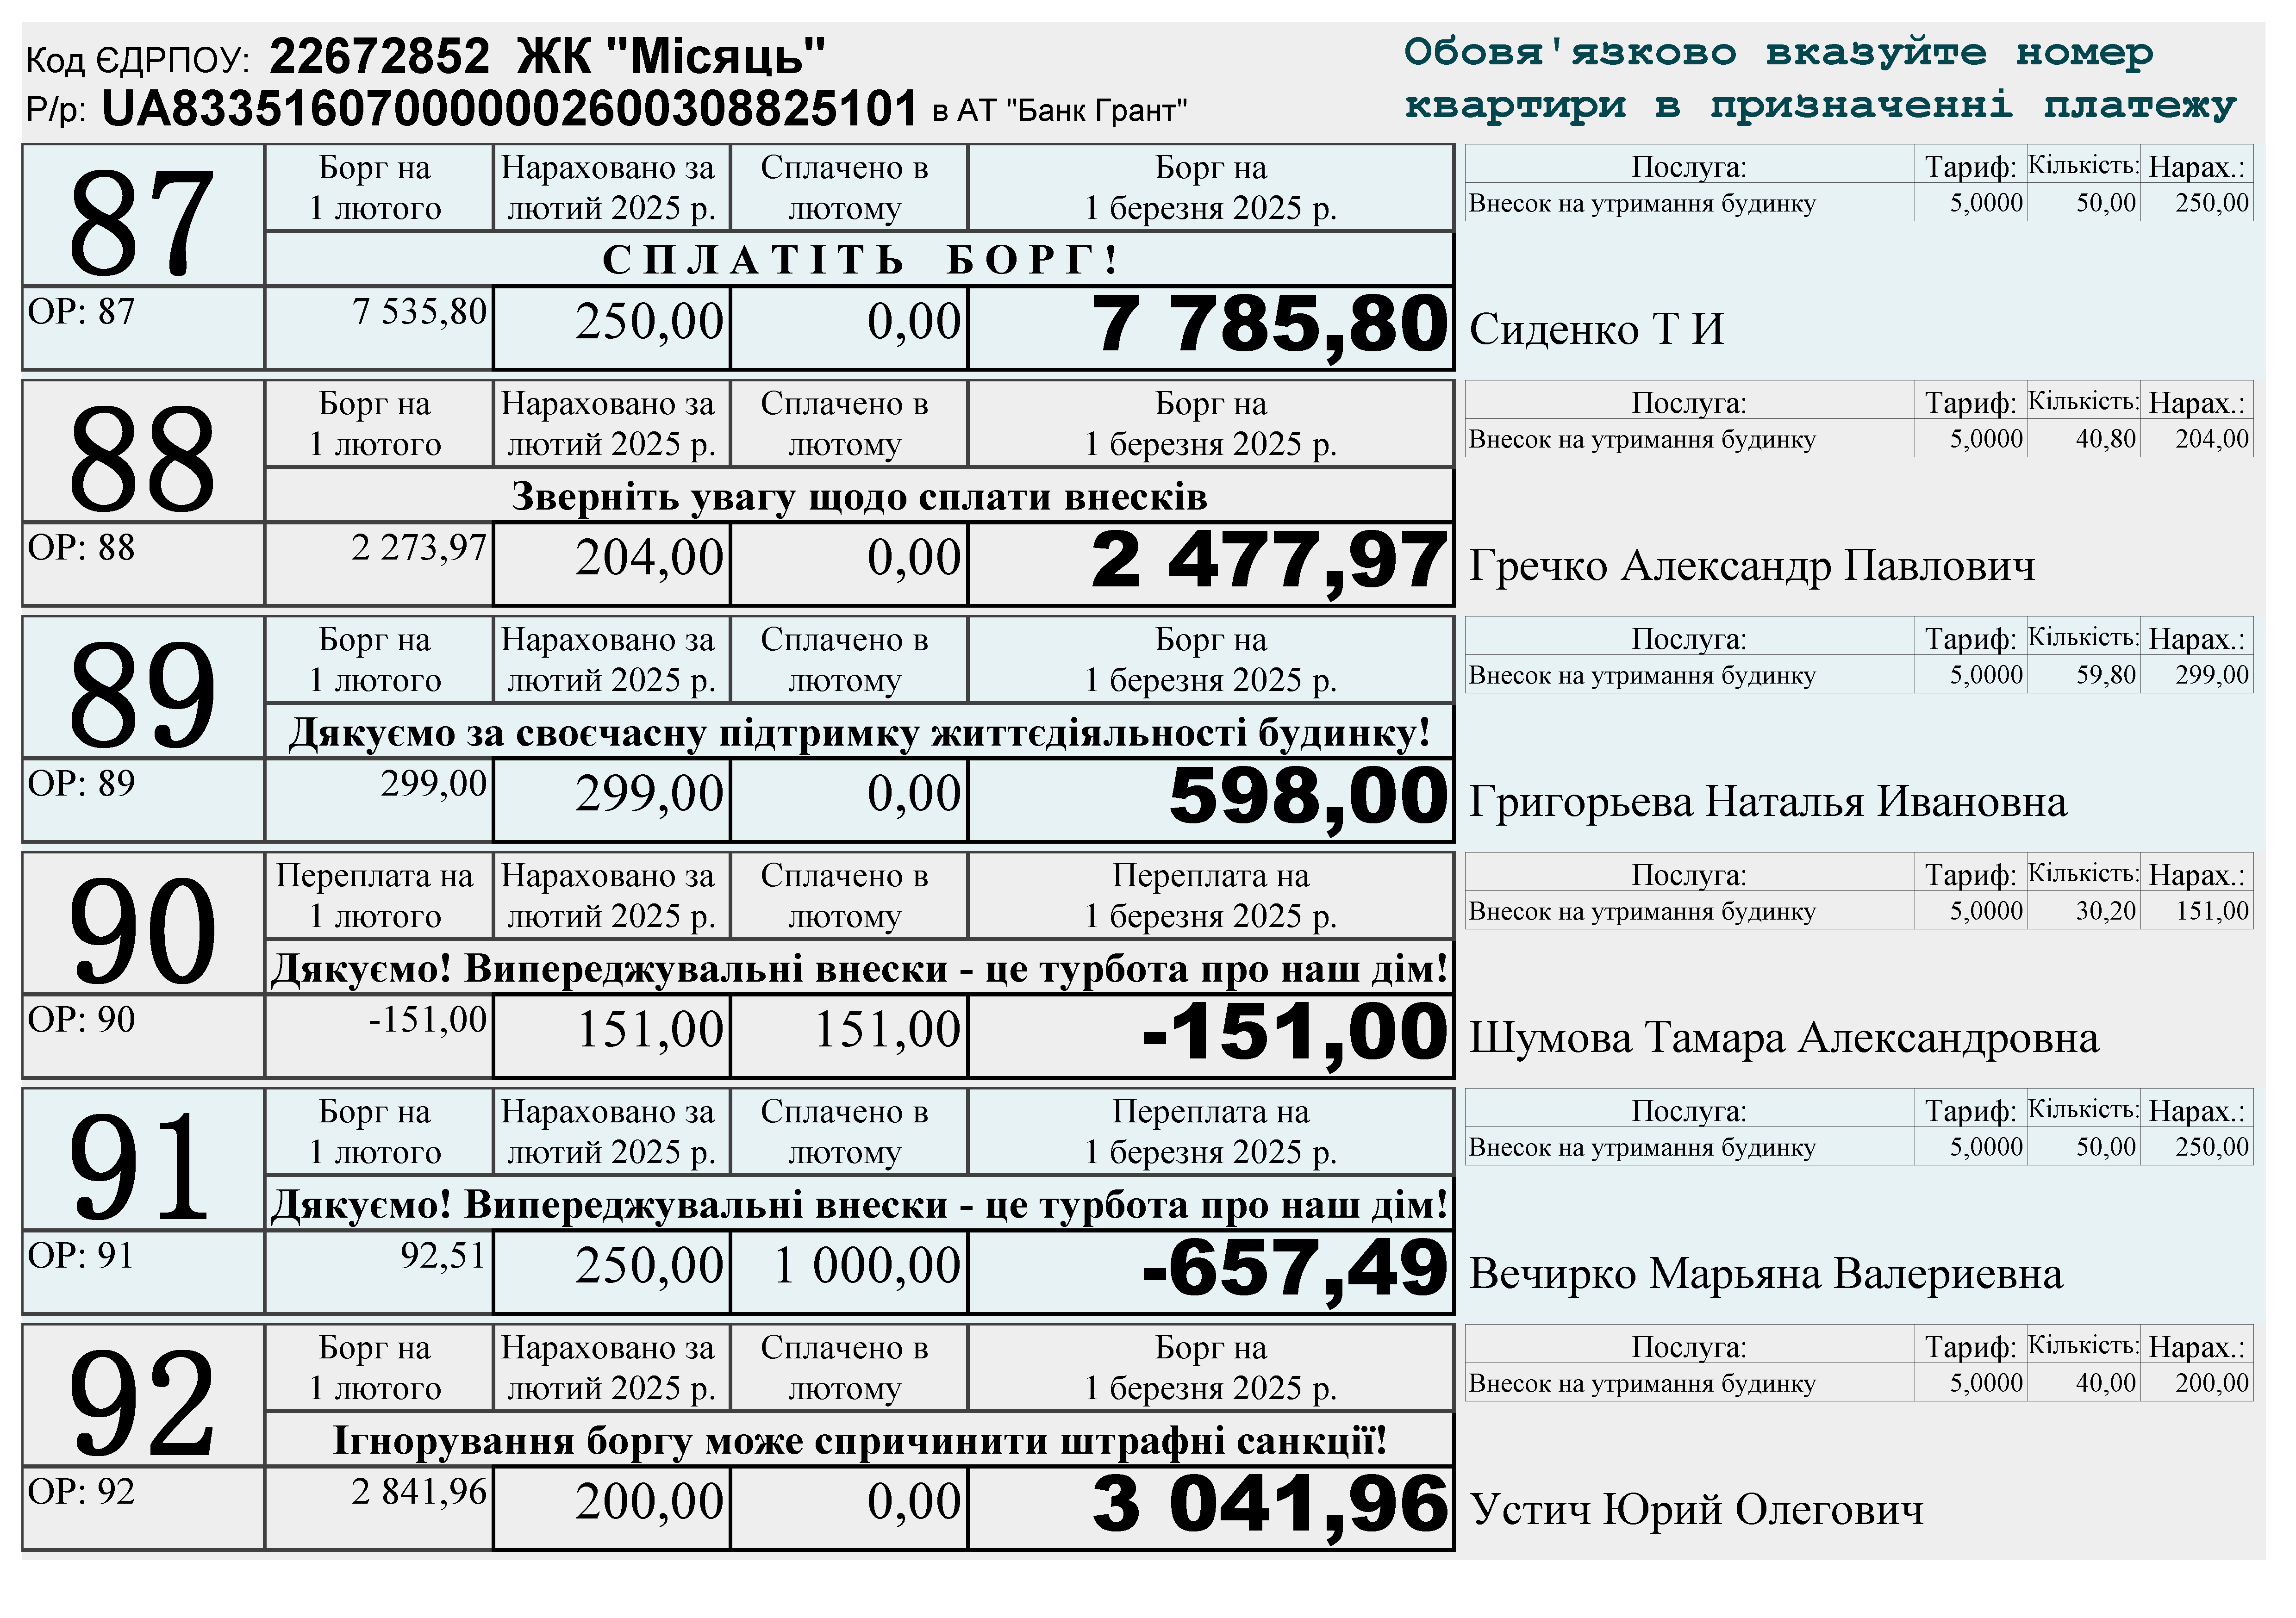 Код ЄДРПОУ: 22672852 ЖК "Місяць"
Р/р: UA833516070000002600308825101 в АТ "Банк Грант"
Обовя'язково вказуйте номер
квартири в призначенні платежу
87
Борг на
1 лютого
Нараховано за
лютий 2025 р.
Сплачено в
лютому
Борг на
1 березня 2025 р.
СПЛАТІТЬ БОРГ!
ОР: 87 7 535,80 250,00 0,00 7 785,80
Послуга: Тариф: Кількість: Нарах.:
Внесок на утримання будинку 5,0000 50,00 250,00
Сиденко Т И
88
Борг на
1 лютого
Нараховано за
лютий 2025 р.
Сплачено в
лютому
Борг на
1 березня 2025 р.
Зверніть увагу щодо сплати внесків
ОР: 88 2 273,97 204,00 0,00 2 477,97
Послуга: Тариф: Кількість: Нарах.:
Внесок на утримання будинку 5,0000 40,80 204,00
Гречко Александр Павлович
89
Борг на
1 лютого
Нараховано за
лютий 2025 р.
Сплачено в
лютому
Борг на
1 березня 2025 р.
Дякуємо за своєчасну підтримку життєдіяльності будинку!
ОР: 89 299,00 299,00 0,00 598,00
Послуга: Тариф: Кількість: Нарах.:
Внесок на утримання будинку 5,0000 59,80 299,00
Григорьева Наталья Ивановна
90
Переплата на
1 лютого
Нараховано за
лютий 2025 р.
Сплачено в
лютому
Переплата на
1 березня 2025 р.
Дякуємо! Випереджувальні внески - це турбота про наш дім!
ОР: 90 -151,00 151,00 151,00 -151,00
Послуга: Тариф: Кількість: Нарах.:
Внесок на утримання будинку 5,0000 30,20 151,00
Шумова Тамара Александровна
91
Борг на
1 лютого
Нараховано за
лютий 2025 р.
Сплачено в
лютому
Переплата на
1 березня 2025 р.
Дякуємо! Випереджувальні внески - це турбота про наш дім!
ОР: 91 92,51 250,00 1 000,00 -657,49
Послуга: Тариф: Кількість: Нарах.:
Внесок на утримання будинку 5,0000 50,00 250,00
Вечирко Марьяна Валериевна
92
Борг на
1 лютого
Нараховано за
лютий 2025 р.
Сплачено в
лютому
Борг на
1 березня 2025 р.
Ігнорування боргу може спричинити штрафні санкції!
ОР: 92 2 841,96 200,00 0,00 3 041,96
Послуга: Тариф: Кількість: Нарах.:
Внесок на утримання будинку 5,0000 40,00 200,00
Устич Юрий Олегович